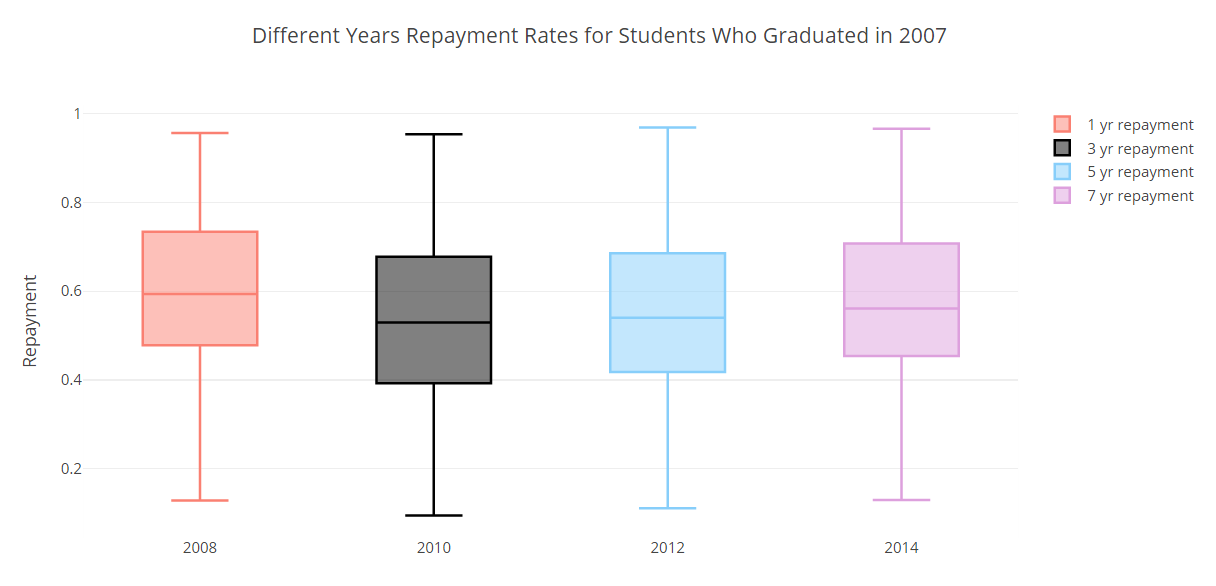 Different Years Repayment Rates for Students Who Graduated in 2007
1
0.8
0.6
0.4
0.2
Repayment
2008
2010
2012
2014
1 yr repayment
3 yr repayment
5 yr repayment
7 yr repayment